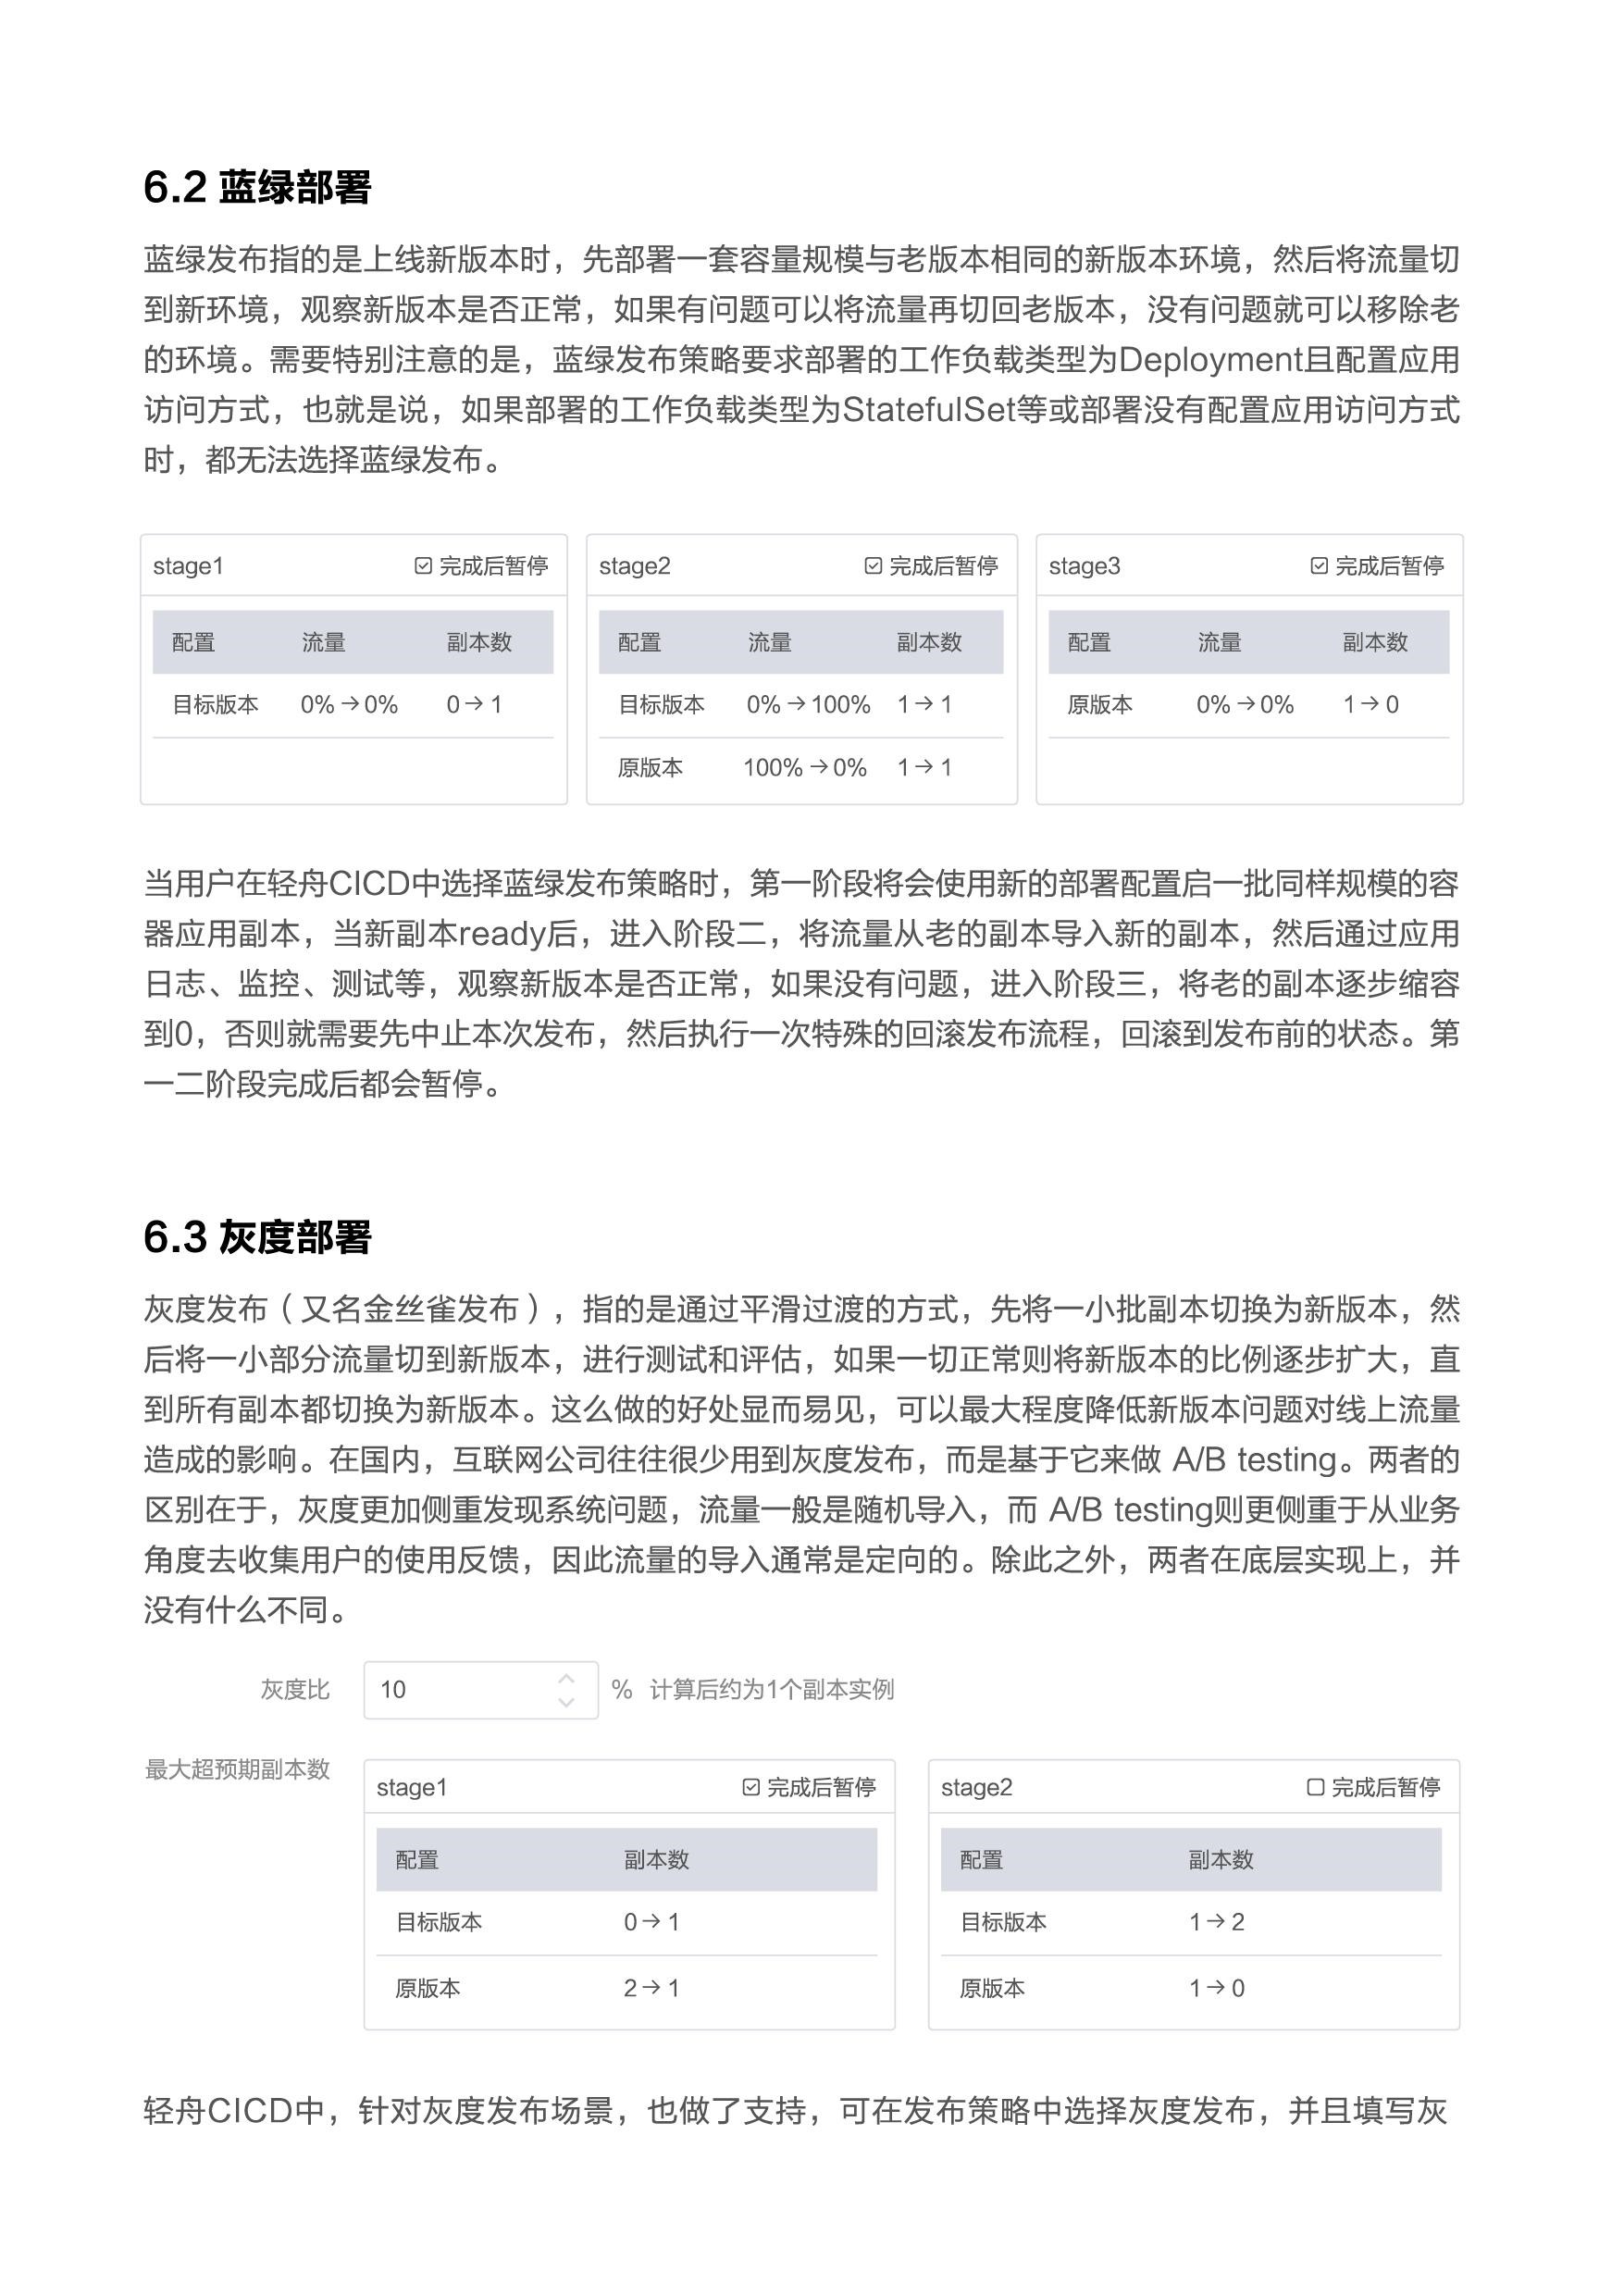 6.2 蓝绿部署
蓝绿发布指的是上线新版本时，先部署一套容量规模与老版本相同的新版本环境，然后将流量切
到新环境，观察新版本是否正常，如果有问题可以将流量再切回老版本，没有问题就可以移除老
的环境。需要特别注意的是，蓝绿发布策略要求部署的工作负载类型为Deployment且配置应用
访问方式，也就是说，如果部署的工作负载类型为StatefulSet等或部署没有配置应用访问方式
时，都无法选择蓝绿发布。
stage1 完成后暂停
配置 流量 副本数
目标版本 0%→0% 0→1
stage2 完成后暂停
配置 流量 副本数
目标版本 0%→100% 1→1
原版本 100%→0% 1→1
stage3 完成后暂停
配置 流量 副本数
原版本 0%→0% 1→0
当用户在轻舟CICD中选择蓝绿发布策略时，第一阶段将会使用新的部署配置启一批同样规模的容
器应用副本，当新副本ready后，进入阶段二，将流量从老的副本导入新的副本，然后通过应用
日志、监控、测试等，观察新版本是否正常，如果没有问题，进入阶段三，将老的副本逐步缩容
到0，否则就需要先中止本次发布，然后执行一次特殊的回滚发布流程，回滚到发布前的状态。第
一二阶段完成后都会暂停。
6.3 灰度部署
灰度发布（又名金丝雀发布），指的是通过平滑过渡的方式，先将一小批副本切换为新版本，然
后将一小部分流量切到新版本，进行测试和评估，如果一切正常则将新版本的比例逐步扩大，直
到所有副本都切换为新版本。这么做的好处显而易见，可以最大程度降低新版本问题对线上流量
造成的影响。在国内，互联网公司往往很少用到灰度发布，而是基于它来做 A/B testing。两者的
区别在于，灰度更加侧重发现系统问题，流量一般是随机导入，而 A/B testing则更侧重于从业务
角度去收集用户的使用反馈，因此流量的导入通常是定向的。除此之外，两者在底层实现上，并
没有什么不同。
灰度比 10 % 计算后约为1个副本实例
最大超预期副本数
stage1 完成后暂停
配置 副本数
目标版本 0→1
原版本 2→1
stage2 完成后暂停
配置 副本数
目标版本 1→2
原版本 1→0
轻舟CICD中，针对灰度发布场景，也做了支持，可在发布策略中选择灰度发布，并且填写灰